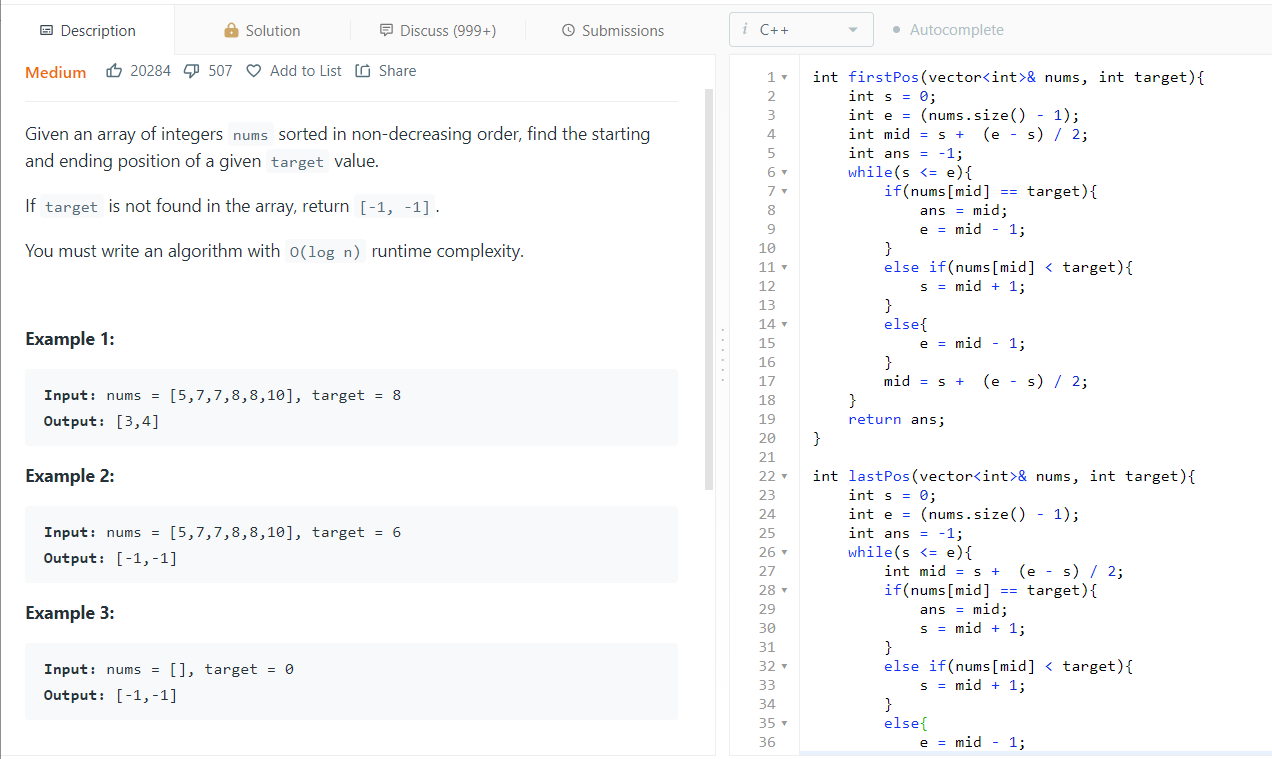 Description
Solution
Discuss (999+)
Submissions
Medium 20284 507 Add to List Share
Given an array of integers nums sorted in non-decreasing order, find the starting
and ending position of a given target value.
If target is not found in the array, return [-1, -1].
You must write an algorithm with O(log n) runtime complexity.
Example 1:
Input: nums = [5,7,7,8,8,10], target = 8
Output: [3,4]
Example 2:
Input: nums = [5,7,7,8,8,10], target = 6
Output: [-1,-1]
Example 3:
Input: nums = [], target = 0
Output: [-1,-1]
i C++ Autocomplete
1 int firstPos(vector<int>& nums, int target){
2     int s = 0;
3     int e = (nums.size() - 1);
4     int mid = s +  (e - s) / 2;
5     int ans = -1;
6     while(s <= e){
7         if(nums[mid] == target){
8             ans = mid;
9             e = mid - 1;
10         }
11         else if(nums[mid] < target){
12             s = mid + 1;
13         }
14         else{
15             e = mid - 1;
16         }
17         mid = s +  (e - s) / 2;
18     }
19     return ans;
20 }
21
22 int lastPos(vector<int>& nums, int target){
23     int s = 0;
24     int e = (nums.size() - 1);
25     int ans = -1;
26     while(s <= e){
27         int mid = s +  (e - s) / 2;
28         if(nums[mid] == target){
29             ans = mid;
30             s = mid + 1;
31         }
32         else if(nums[mid] < target){
33             s = mid + 1;
34         }
35         else{
36             e = mid - 1;